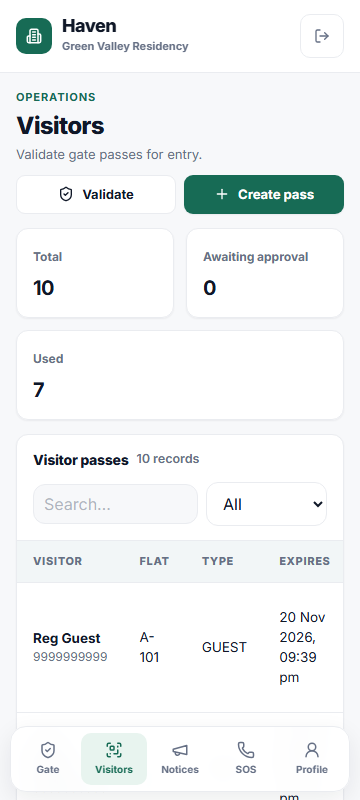 Haven
Green Valley Residency
OPERATIONS
Visitors
Validate gate passes for entry.
Validate
Create pass
Total
10
Awaiting approval
0
Used
7
Visitor passes 10 records
Search...
All
VISITOR FLAT TYPE EXPIRES
Reg Guest
9999999999
A-
101
GUEST
20 Nov
2026,
09:39
pm
Gate
Visitors
Notices
SOS
Profile
pm